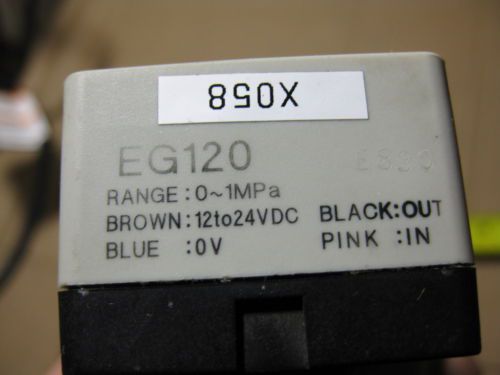 X058
EG120
RANGE:0~1MPa
BROWN:12to24VDC BLACK:OUT
BLUE :0V PINK :IN